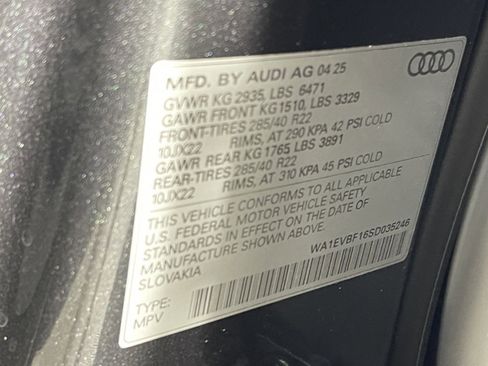 MFD. BY AUDI AG 04 25
GVWR KG 2935, LBS 6471
GAWR FRONT KG1510, LBS 3329
FRONT-TIRES 285/40 R22
10JX22 RIMS, AT 290 KPA 42 PSI COLD
GAWR REAR KG 1765 LBS 3891
REAR-TIRES 285/40 R22
10JX22 RIMS, AT 310 KPA 45 PSI COLD
THIS VEHICLE CONFORMS TO ALL APPLICABLE
U.S. FEDERAL MOTOR VEHICLE SAFETY
STANDARDS IN EFFECT ON THE DATE OF
MANUFACTURE SHOWN ABOVE.
SLOVAKIA
WA1EVBF16SD035246
TYPE:
MPV